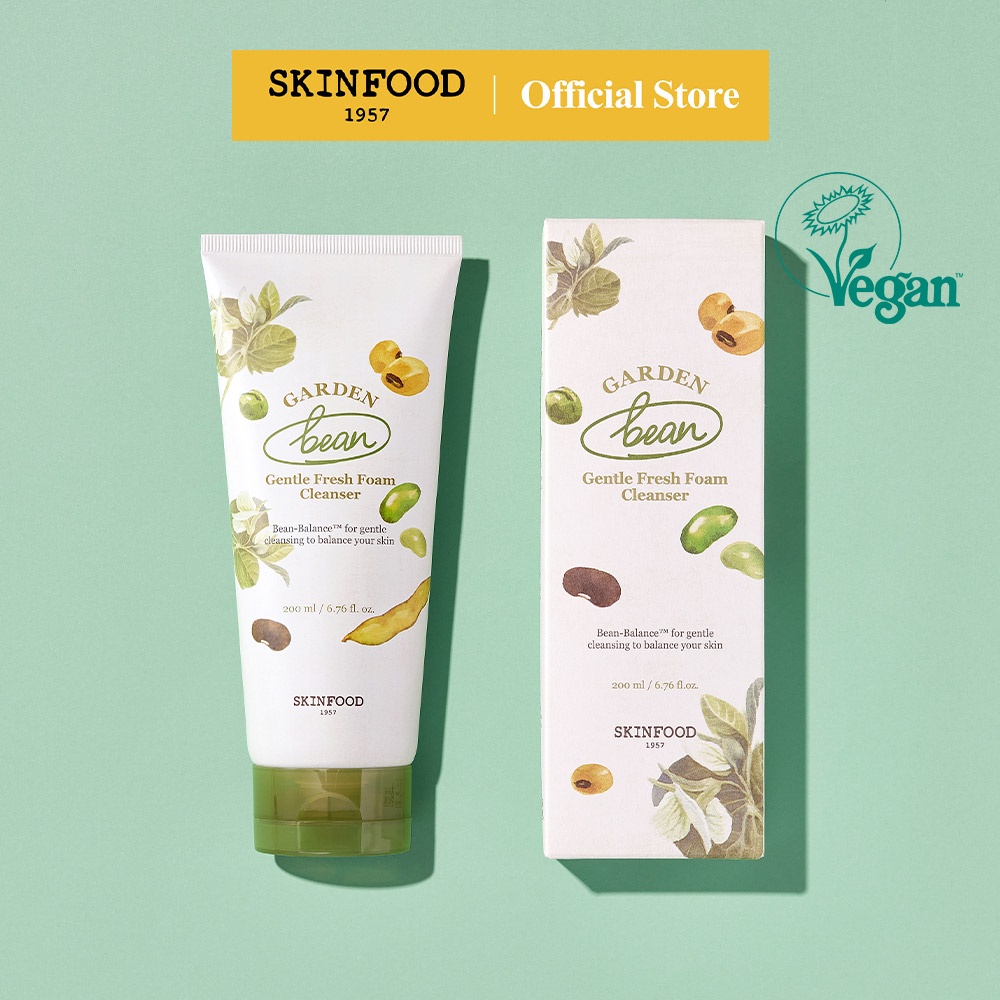 SKINFOOD
1957
Official Store
Vegan™
GARDEN
bean
Gentle Fresh Foam
Cleanser
Bean-Balance™ for gentle
cleansing to balance your skin
200 ml / 6.76 fl. oz.
SKINFOOD
1957
GARDEN
bean
Gentle Fresh Foam
Cleanser
Bean-Balance™ for gentle
cleansing to balance your skin
200 ml / 6.76 fl.oz.
SKINFOOD
1957